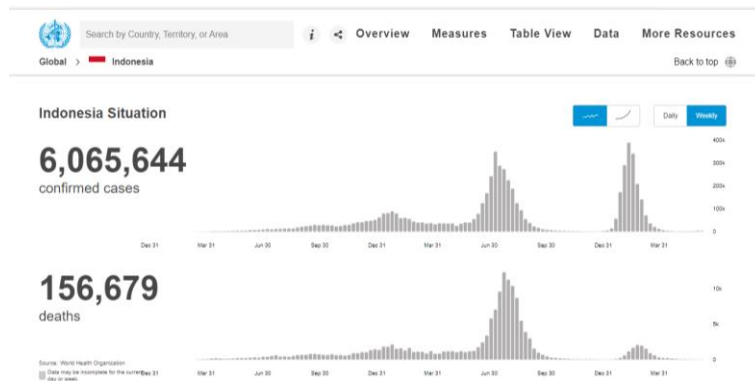 Search by Country, Territory, or Area
i
Overview Measures Table View Data More Resources
Global > Indonesia
Back to top
Indonesia Situation
Daily Weekly
6,065,644
confirmed cases
400k
300k
200k
100k
0
Dec 31 Mar 31 Jun 30 Sep 30 Dec 31 Mar 31 Jun 30 Sep 30 Dec 31 Mar 31
156,679
deaths
10k
5k
0
Source: World Health Organization
Data may be incomplete for the current
day or week.
Dec 31 Mar 31 Jun 30 Sep 30 Dec 31 Mar 31 Jun 30 Sep 30 Dec 31 Mar 31